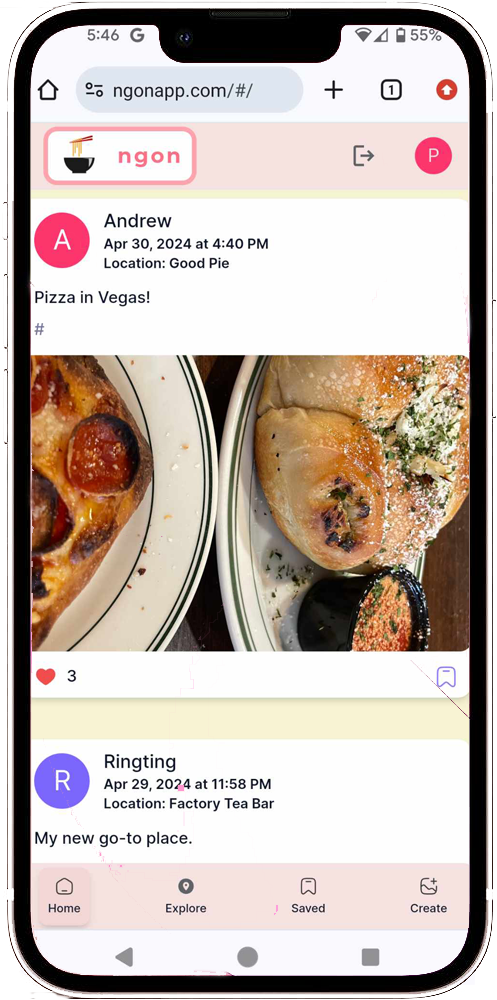 5:46 G 55%
ngonapp.com/#/ 1
ngon P
A Andrew
Apr 30, 2024 at 4:40 PM
Location: Good Pie
Pizza in Vegas!
#
3
R Ringting
Apr 29, 2024 at 11:58 PM
Location: Factory Tea Bar
My new go-to place.
Home Explore Saved Create